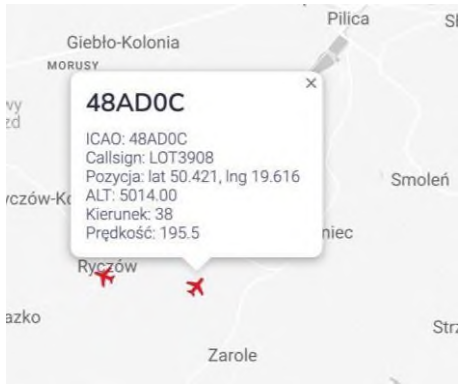 Pilica
Giebło-Kolonia
MORUSY
48AD0C
ICAO: 48AD0C
Callsign: LOT3908
Pozycja: lat 50.421, lng 19.616
ALT: 5014.00
Kierunek: 38
Prędkość: 195.5
Smoleń
Ryczów
Zarole